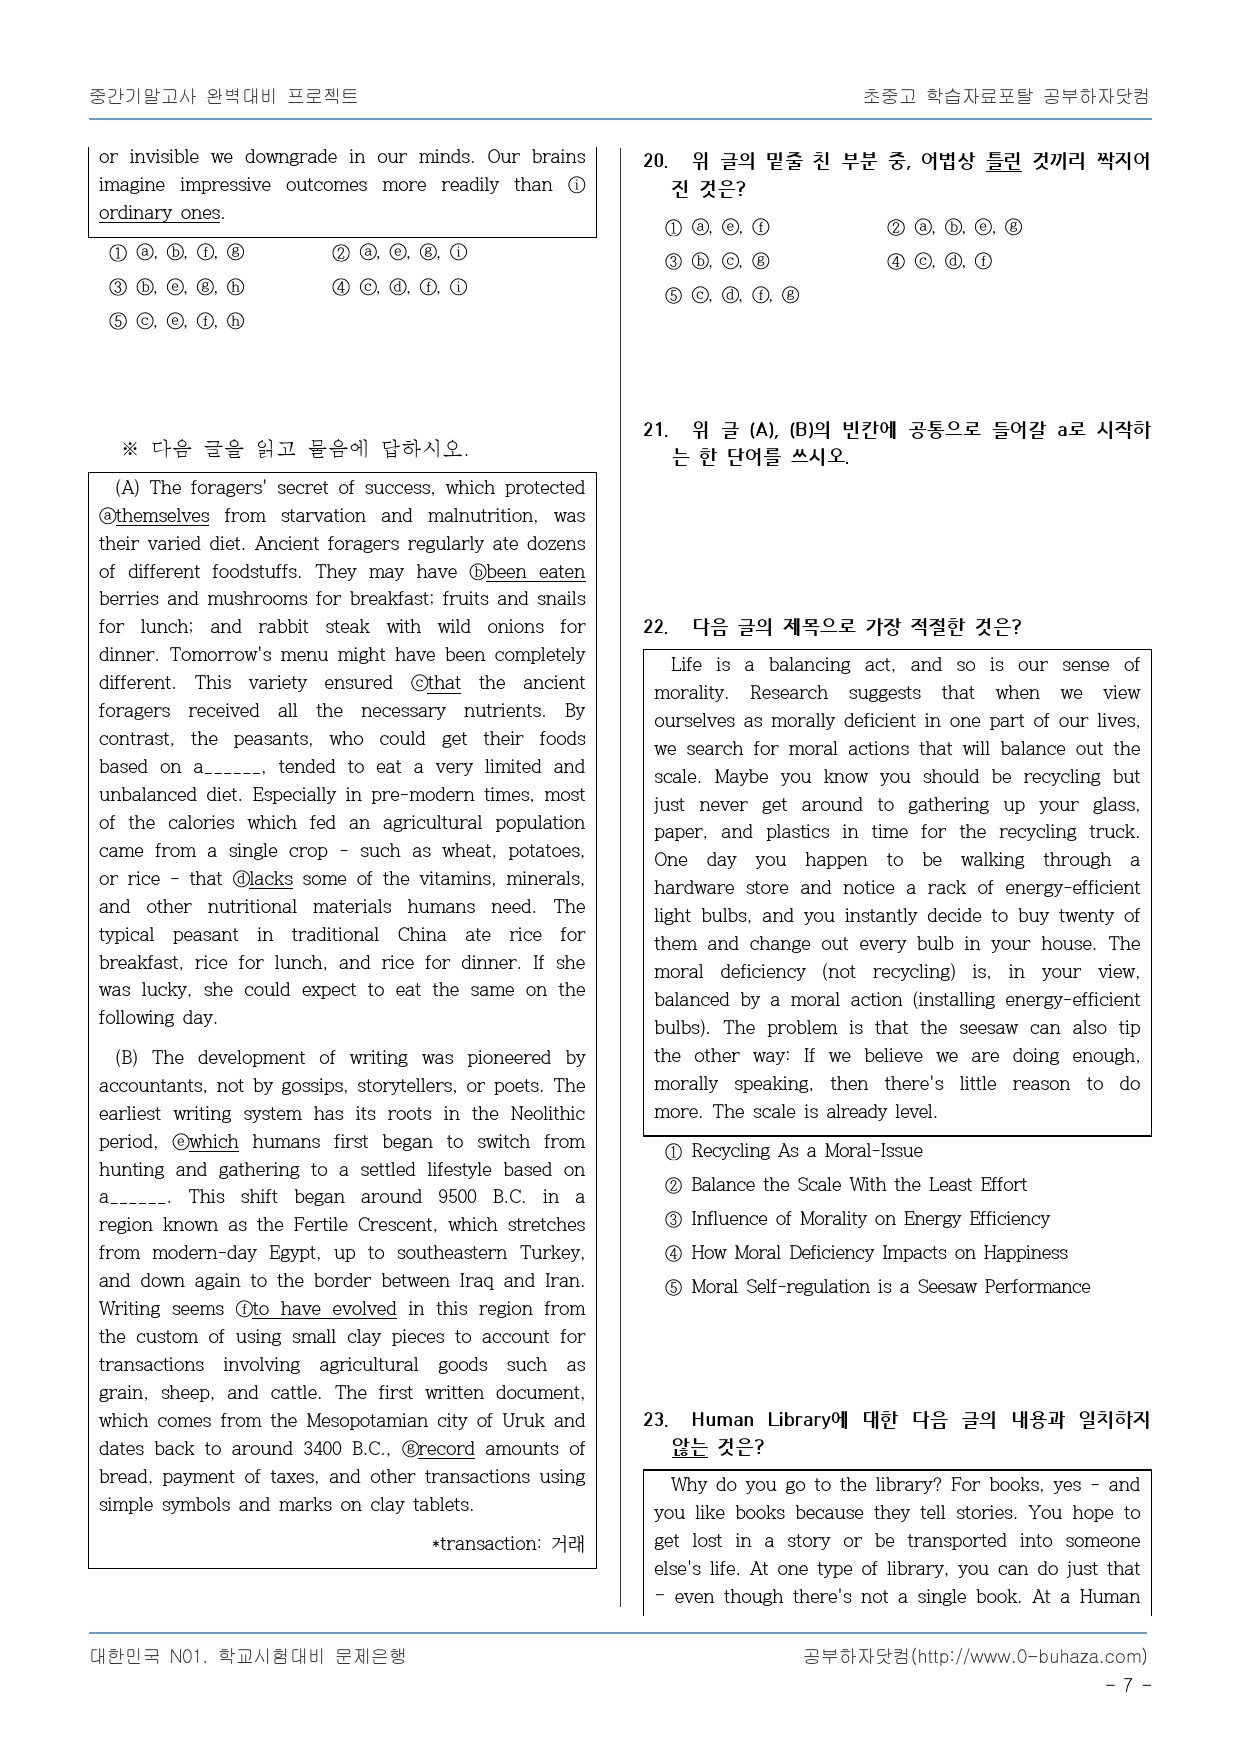 중간기말고사 완벽대비 프로젝트
초중고 학습자료포탈 공부하자닷컴
or invisible we downgrade in our minds. Our brains
imagine impressive outcomes more readily than ⓘ
ordinary ones.
① ⓐ, ⓑ, ⓕ, ⓖ ② ⓐ, ⓔ, ⓖ, ⓘ
③ ⓑ, ⓔ, ⓖ, ⓗ ④ ⓒ, ⓓ, ⓕ, ⓘ
⑤ ⓒ, ⓔ, ⓕ, ⓗ
※ 다음 글을 읽고 물음에 답하시오.
(A) The foragers' secret of success, which protected
ⓐthemselves from starvation and malnutrition, was
their varied diet. Ancient foragers regularly ate dozens
of different foodstuffs. They may have ⓑbeen eaten
berries and mushrooms for breakfast; fruits and snails
for lunch; and rabbit steak with wild onions for
dinner. Tomorrow's menu might have been completely
different. This variety ensured ⓒthat the ancient
foragers received all the necessary nutrients. By
contrast, the peasants, who could get their foods
based on a______, tended to eat a very limited and
unbalanced diet. Especially in pre-modern times, most
of the calories which fed an agricultural population
came from a single crop - such as wheat, potatoes,
or rice - that ⓓlacks some of the vitamins, minerals,
and other nutritional materials humans need. The
typical peasant in traditional China ate rice for
breakfast, rice for lunch, and rice for dinner. If she
was lucky, she could expect to eat the same on the
following day.
(B) The development of writing was pioneered by
accountants, not by gossips, storytellers, or poets. The
earliest writing system has its roots in the Neolithic
period, ⓔwhich humans first began to switch from
hunting and gathering to a settled lifestyle based on
a______. This shift began around 9500 B.C. in a
region known as the Fertile Crescent, which stretches
from modern-day Egypt, up to southeastern Turkey,
and down again to the border between Iraq and Iran.
Writing seems ⓕto have evolved in this region from
the custom of using small clay pieces to account for
transactions involving agricultural goods such as
grain, sheep, and cattle. The first written document,
which comes from the Mesopotamian city of Uruk and
dates back to around 3400 B.C., ⓖrecord amounts of
bread, payment of taxes, and other transactions using
simple symbols and marks on clay tablets.
*transaction: 거래
20. 위 글의 밑줄 친 부분 중, 어법상 틀린 것끼리 짝지어
진 것은?
① ⓐ, ⓔ, ⓕ ② ⓐ, ⓑ, ⓔ, ⓖ
③ ⓑ, ⓒ, ⓖ ④ ⓒ, ⓓ, ⓕ
⑤ ⓒ, ⓓ, ⓕ, ⓖ
21. 위 글 (A), (B)의 빈칸에 공통으로 들어갈 a로 시작하
는 한 단어를 쓰시오.
22. 다음 글의 제목으로 가장 적절한 것은?
Life is a balancing act, and so is our sense of
morality. Research suggests that when we view
ourselves as morally deficient in one part of our lives,
we search for moral actions that will balance out the
scale. Maybe you know you should be recycling but
just never get around to gathering up your glass,
paper, and plastics in time for the recycling truck.
One day you happen to be walking through a
hardware store and notice a rack of energy-efficient
light bulbs, and you instantly decide to buy twenty of
them and change out every bulb in your house. The
moral deficiency (not recycling) is, in your view,
balanced by a moral action (installing energy-efficient
bulbs). The problem is that the seesaw can also tip
the other way: If we believe we are doing enough,
morally speaking, then there's little reason to do
more. The scale is already level.
① Recycling As a Moral-Issue
② Balance the Scale With the Least Effort
③ Influence of Morality on Energy Efficiency
④ How Moral Deficiency Impacts on Happiness
⑤ Moral Self-regulation is a Seesaw Performance
23. Human Library에 대한 다음 글의 내용과 일치하지
않는 것은?
Why do you go to the library? For books, yes - and
you like books because they tell stories. You hope to
get lost in a story or be transported into someone
else's life. At one type of library, you can do just that
- even though there's not a single book. At a Human
대한민국 N01. 학교시험대비 문제은행
공부하자닷컴(http://www.0-buhaza.com)
- 7 -